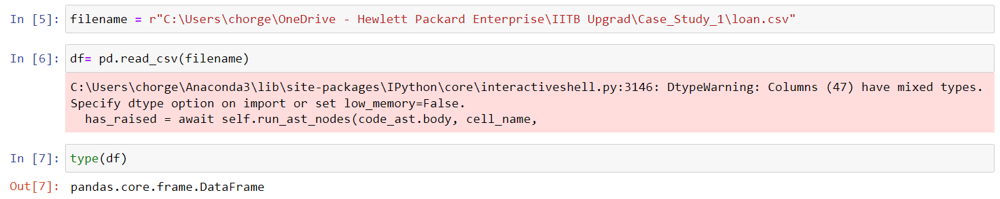 In [5]: filename = r"C:\Users\chorge\OneDrive - Hewlett Packard Enterprise\IITB Upgrad\Case_Study_1\loan.csv"
In [6]: df= pd.read_csv(filename)
C:\Users\chorge\Anaconda3\lib\site-packages\IPython\core\interactiveshell.py:3146: DtypeWarning: Columns (47) have mixed types.
Specify dtype option on import or set low_memory=False.
  has_raised = await self.run_ast_nodes(code_ast.body, cell_name,
In [7]: type(df)
Out[7]: pandas.core.frame.DataFrame